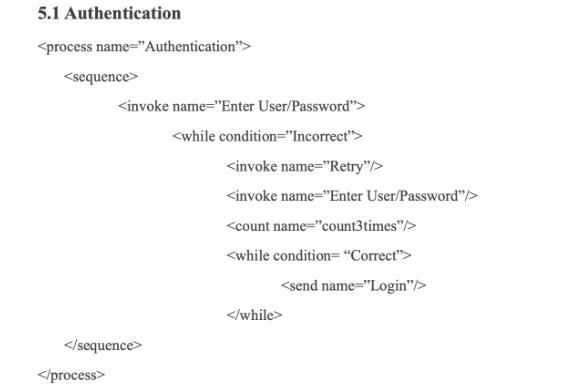 5.1 Authentication
<process name=”Authentication”>
<sequence>
<invoke name=”Enter User/Password”>
<while condition=”Incorrect”>
<invoke name=”Retry”/>
<invoke name=”Enter User/Password”/>
<count name=”count3times”/>
<while condition= “Correct”>
<send name=”Login”/>
</while>
</sequence>
</process>